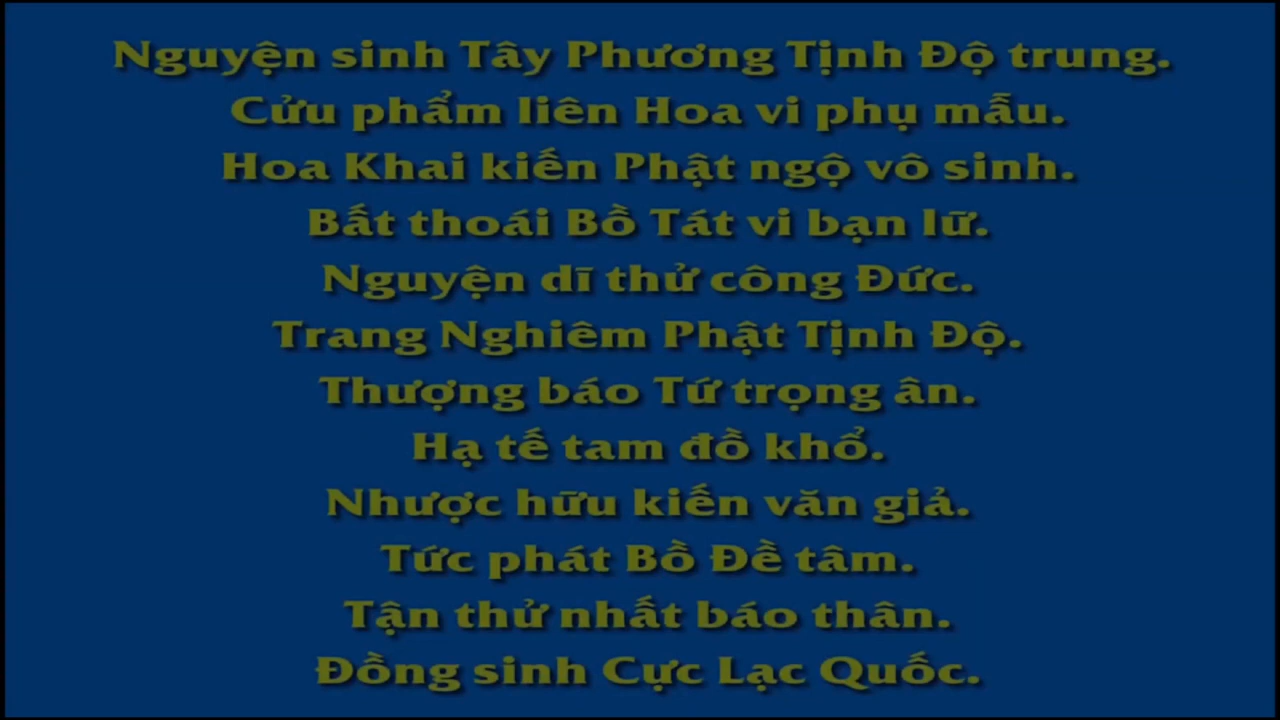 Nguyện sinh Tây Phương Tịnh Độ trung.
Cửu phẩm liên Hoa vi phụ mẫu.
Hoa Khai kiến Phật ngộ vô sinh.
Bất thoái Bồ Tát vi bạn lữ.
Nguyện dĩ thử công Đức.
Trang Nghiêm Phật Tịnh Độ.
Thượng báo Tứ trọng ân.
Hạ tế tam đồ khổ.
Nhược hữu kiến văn giả.
Tức phát Bồ Đề tâm.
Tận thử nhất báo thân.
Đồng sinh Cực Lạc Quốc.